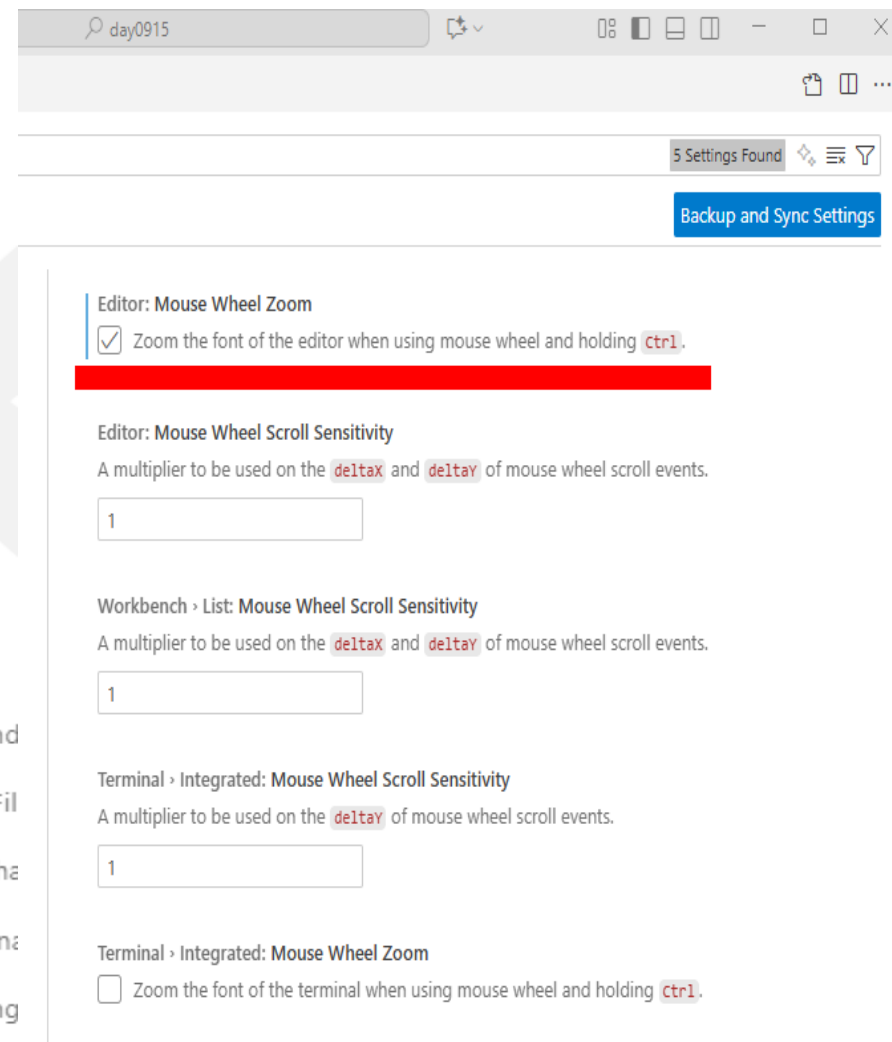 day0915
5 Settings Found
Backup and Sync Settings
Editor: Mouse Wheel Zoom
Zoom the font of the editor when using mouse wheel and holding Ctrl.
Editor: Mouse Wheel Scroll Sensitivity
A multiplier to be used on the deltaX and deltaY of mouse wheel scroll events.
1
Workbench › List: Mouse Wheel Scroll Sensitivity
A multiplier to be used on the deltaX and deltaY of mouse wheel scroll events.
1
Terminal › Integrated: Mouse Wheel Scroll Sensitivity
A multiplier to be used on the deltaY of mouse wheel scroll events.
1
Terminal › Integrated: Mouse Wheel Zoom
Zoom the font of the terminal when using mouse wheel and holding Ctrl.